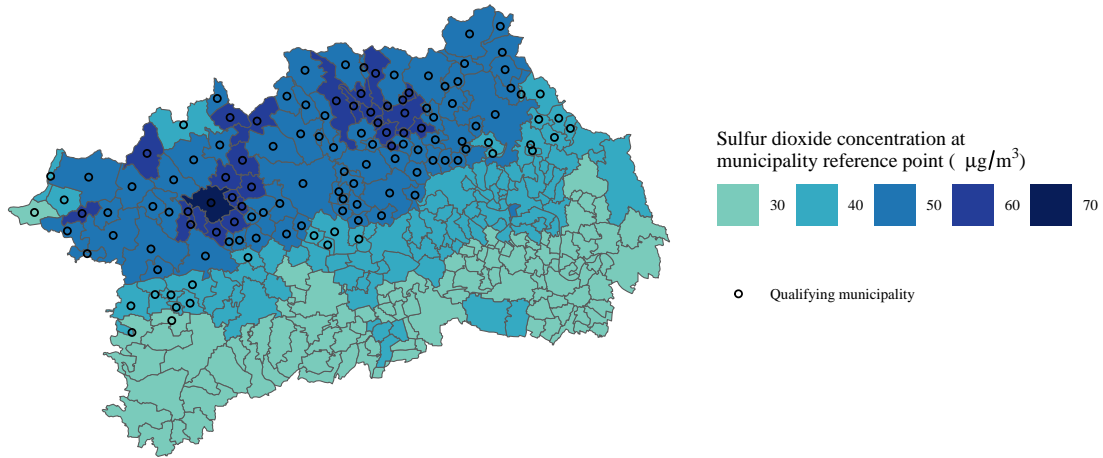 Sulfur dioxide concentration at
municipality reference point ( μg/m³)
30 40 50 60 70
Qualifying municipality